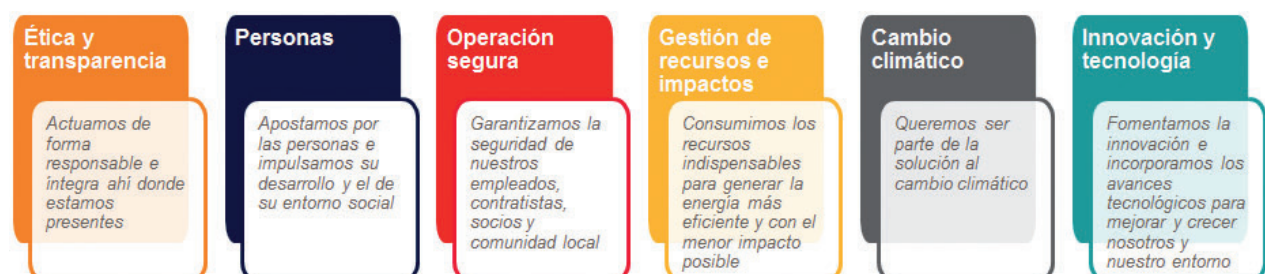 Ética y
transparencia
Actuamos de
forma
responsable e
íntegra ahí donde
estamos
presentes
Personas
Apostamos por
las personas e
impulsamos su
desarrollo y el de
su entorno social
Operación
segura
Garantizamos la
seguridad de
nuestros
empleados,
contratistas,
socios y
comunidad local
Gestión de
recursos e
impactos
Consumimos los
recursos
indispensables
para generar la
energía más
eficiente y con el
menor impacto
posible
Cambio
climático
Queremos ser
parte de la
solución al
cambio climático
Innovación y
tecnología
Fomentamos la
innovación e
incorporamos los
avances
tecnológicos para
mejorar y crecer
nosotros y
nuestro entorno